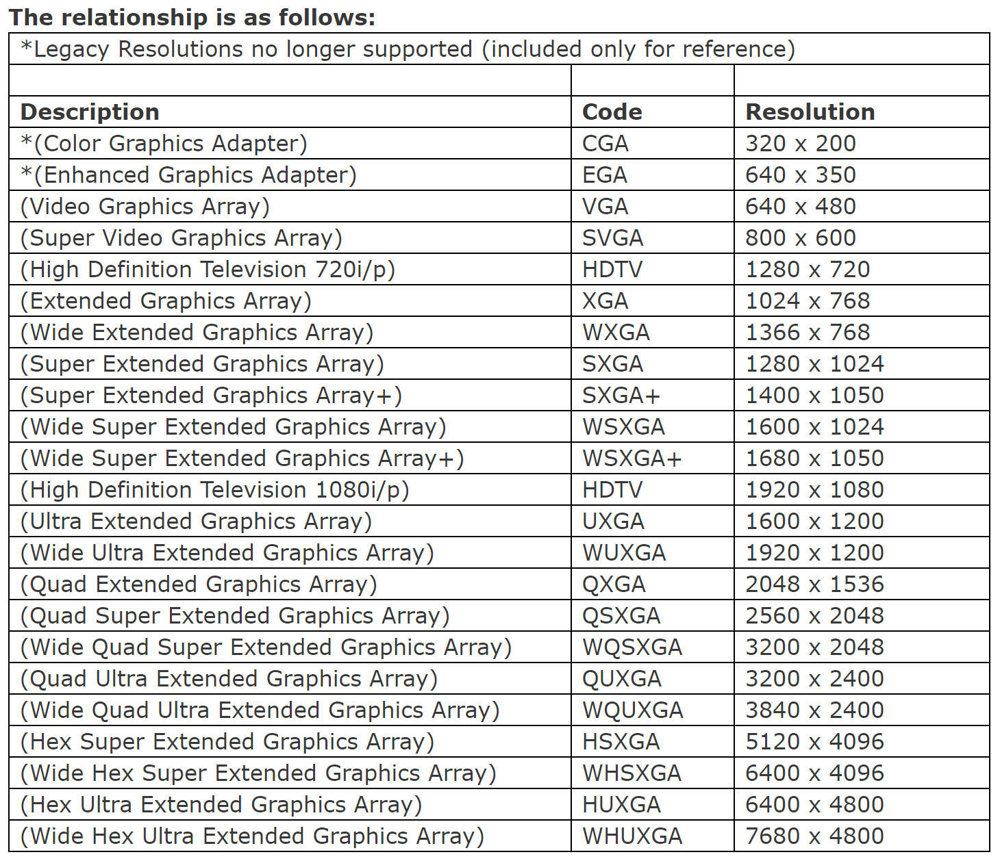 The relationship is as follows:
*Legacy Resolutions no longer supported (included only for reference)
Description Code Resolution
*(Color Graphics Adapter) CGA 320 x 200
*(Enhanced Graphics Adapter) EGA 640 x 350
(Video Graphics Array) VGA 640 x 480
(Super Video Graphics Array) SVGA 800 x 600
(High Definition Television 720i/p) HDTV 1280 x 720
(Extended Graphics Array) XGA 1024 x 768
(Wide Extended Graphics Array) WXGA 1366 x 768
(Super Extended Graphics Array) SXGA 1280 x 1024
(Super Extended Graphics Array+) SXGA+ 1400 x 1050
(Wide Super Extended Graphics Array) WSXGA 1600 x 1024
(Wide Super Extended Graphics Array+) WSXGA+ 1680 x 1050
(High Definition Television 1080i/p) HDTV 1920 x 1080
(Ultra Extended Graphics Array) UXGA 1600 x 1200
(Wide Ultra Extended Graphics Array) WUXGA 1920 x 1200
(Quad Extended Graphics Array) QXGA 2048 x 1536
(Quad Super Extended Graphics Array) QSXGA 2560 x 2048
(Wide Quad Super Extended Graphics Array) WQSXGA 3200 x 2048
(Quad Ultra Extended Graphics Array) QUXGA 3200 x 2400
(Wide Quad Ultra Extended Graphics Array) WQUXGA 3840 x 2400
(Hex Super Extended Graphics Array) HSXGA 5120 x 4096
(Wide Hex Super Extended Graphics Array) WHSXGA 6400 x 4096
(Hex Ultra Extended Graphics Array) HUXGA 6400 x 4800
(Wide Hex Ultra Extended Graphics Array) WHUXGA 7680 x 4800